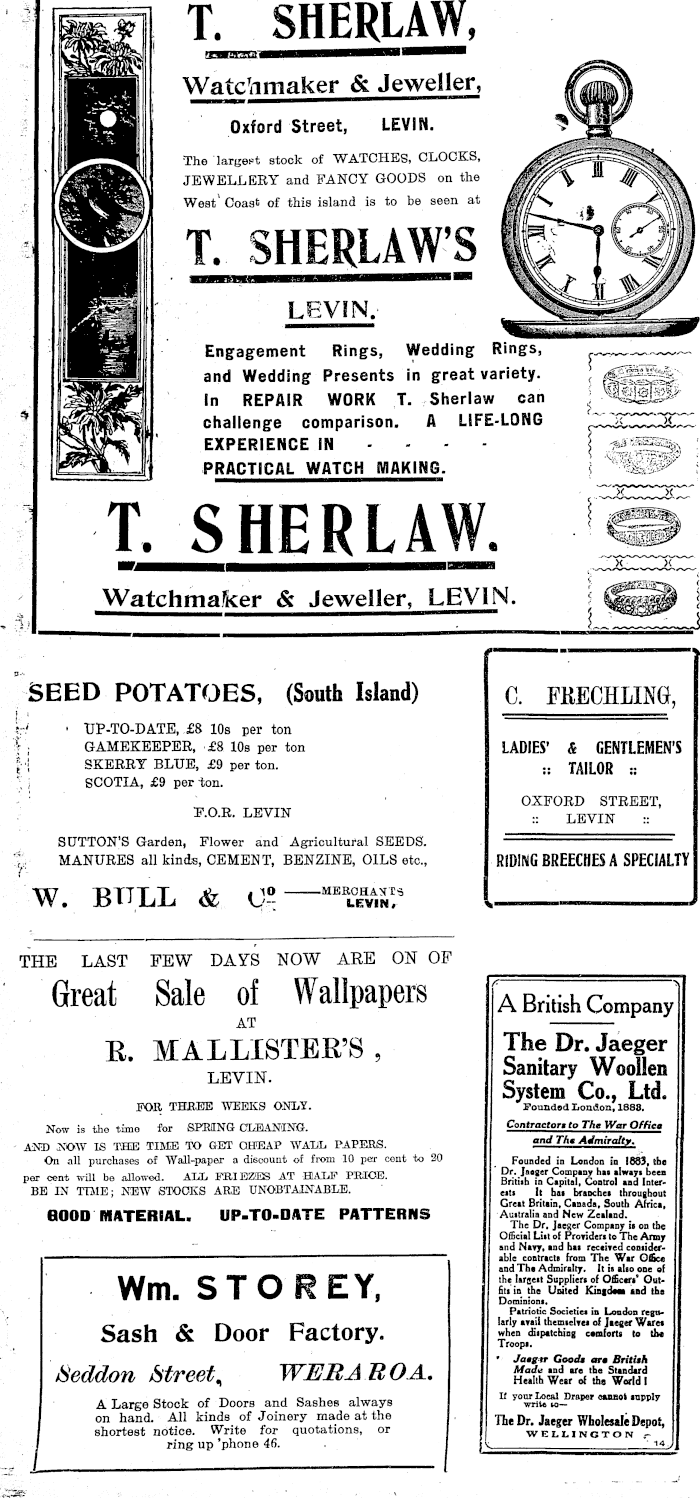 T. SHERLAW,
Watchmaker & Jeweller,
Oxford Street, LEVIN.
The largest stock of WATCHES, CLOCKS,
JEWELLERY and FANCY GOODS on the
West Coast of this island is to be seen at
T. SHERLAW'S
LEVIN.
Engagement Rings, Wedding Rings,
and Wedding Presents in great variety.
In REPAIR WORK T. Sherlaw can
challenge comparison. A LIFE-LONG
EXPERIENCE IN - - - -
PRACTICAL WATCH MAKING.
T. SHERLAW.
Watchmaker & Jeweller, LEVIN.
SEED POTATOES, (South Island)
UP-TO-DATE, £8 10s per ton
GAMEKEEPER, £8 10s per ton
SKERRY BLUE, £9 per ton.
SCOTIA, £9 per ton.
F.O.R. LEVIN
SUTTON'S Garden, Flower and Agricultural SEEDS.
MANURES all kinds, CEMENT, BENZINE, OILS etc.,
W. BULL & Co MERCHANTS
LEVIN,
C. FRECHLING,
LADIES' & GENTLEMEN'S
:: TAILOR ::
OXFORD STREET,
:: LEVIN ::
RIDING BREECHES A SPECIALTY
THE LAST FEW DAYS NOW ARE ON OF
Great Sale of Wallpapers
AT
R. MALLISTER'S,
LEVIN.
FOR THREE WEEKS ONLY.
Now is the time for SPRING CLEANING.
AND NOW IS THE TIME TO GET CHEAP WALL PAPERS.
On all purchases of Wall-paper a discount of from 10 per cent to 20
per cent will be allowed. ALL FRIEZES AT HALF PRICE.
BE IN TIME; NEW STOCKS ARE UNOBTAINABLE.
GOOD MATERIAL. UP-TO-DATE PATTERNS
Wm. STOREY,
Sash & Door Factory.
Seddon Street, WERAROA.
A Large Stock of Doors and Sashes always
on hand. All kinds of Joinery made at the
shortest notice. Write for quotations, or
ring up 'phone 46.
A British Company
The Dr. Jaeger
Sanitary Woollen
System Co., Ltd.
Founded London, 1883.
Contractors to The War Office
and The Admiralty.
Founded in London in 1883, the
Dr. Jaeger Company has always been
British in Capital, Control and Inter-
ests It has branches throughout
Great Britain, Canada, South Africa,
Australia and New Zealand.
The Dr. Jaeger Company is on the
Official List of Providers to The Army
and Navy, and has received consider-
able contracts from The War Office
and The Admiralty. It is also one of
the largest Suppliers of Officers' Out-
fits in the United Kingdom and the
Dominions.
Patriotic Societies in London regu-
larly avail themselves of Jaeger Wares
when dispatching comforts to the
Troops.
Jaeger Goods are British
Made and are the Standard
Health Wear of the World!
If your Local Draper cannot supply
write to—
The Dr. Jaeger Wholesale Depot,
WELLINGTON
14